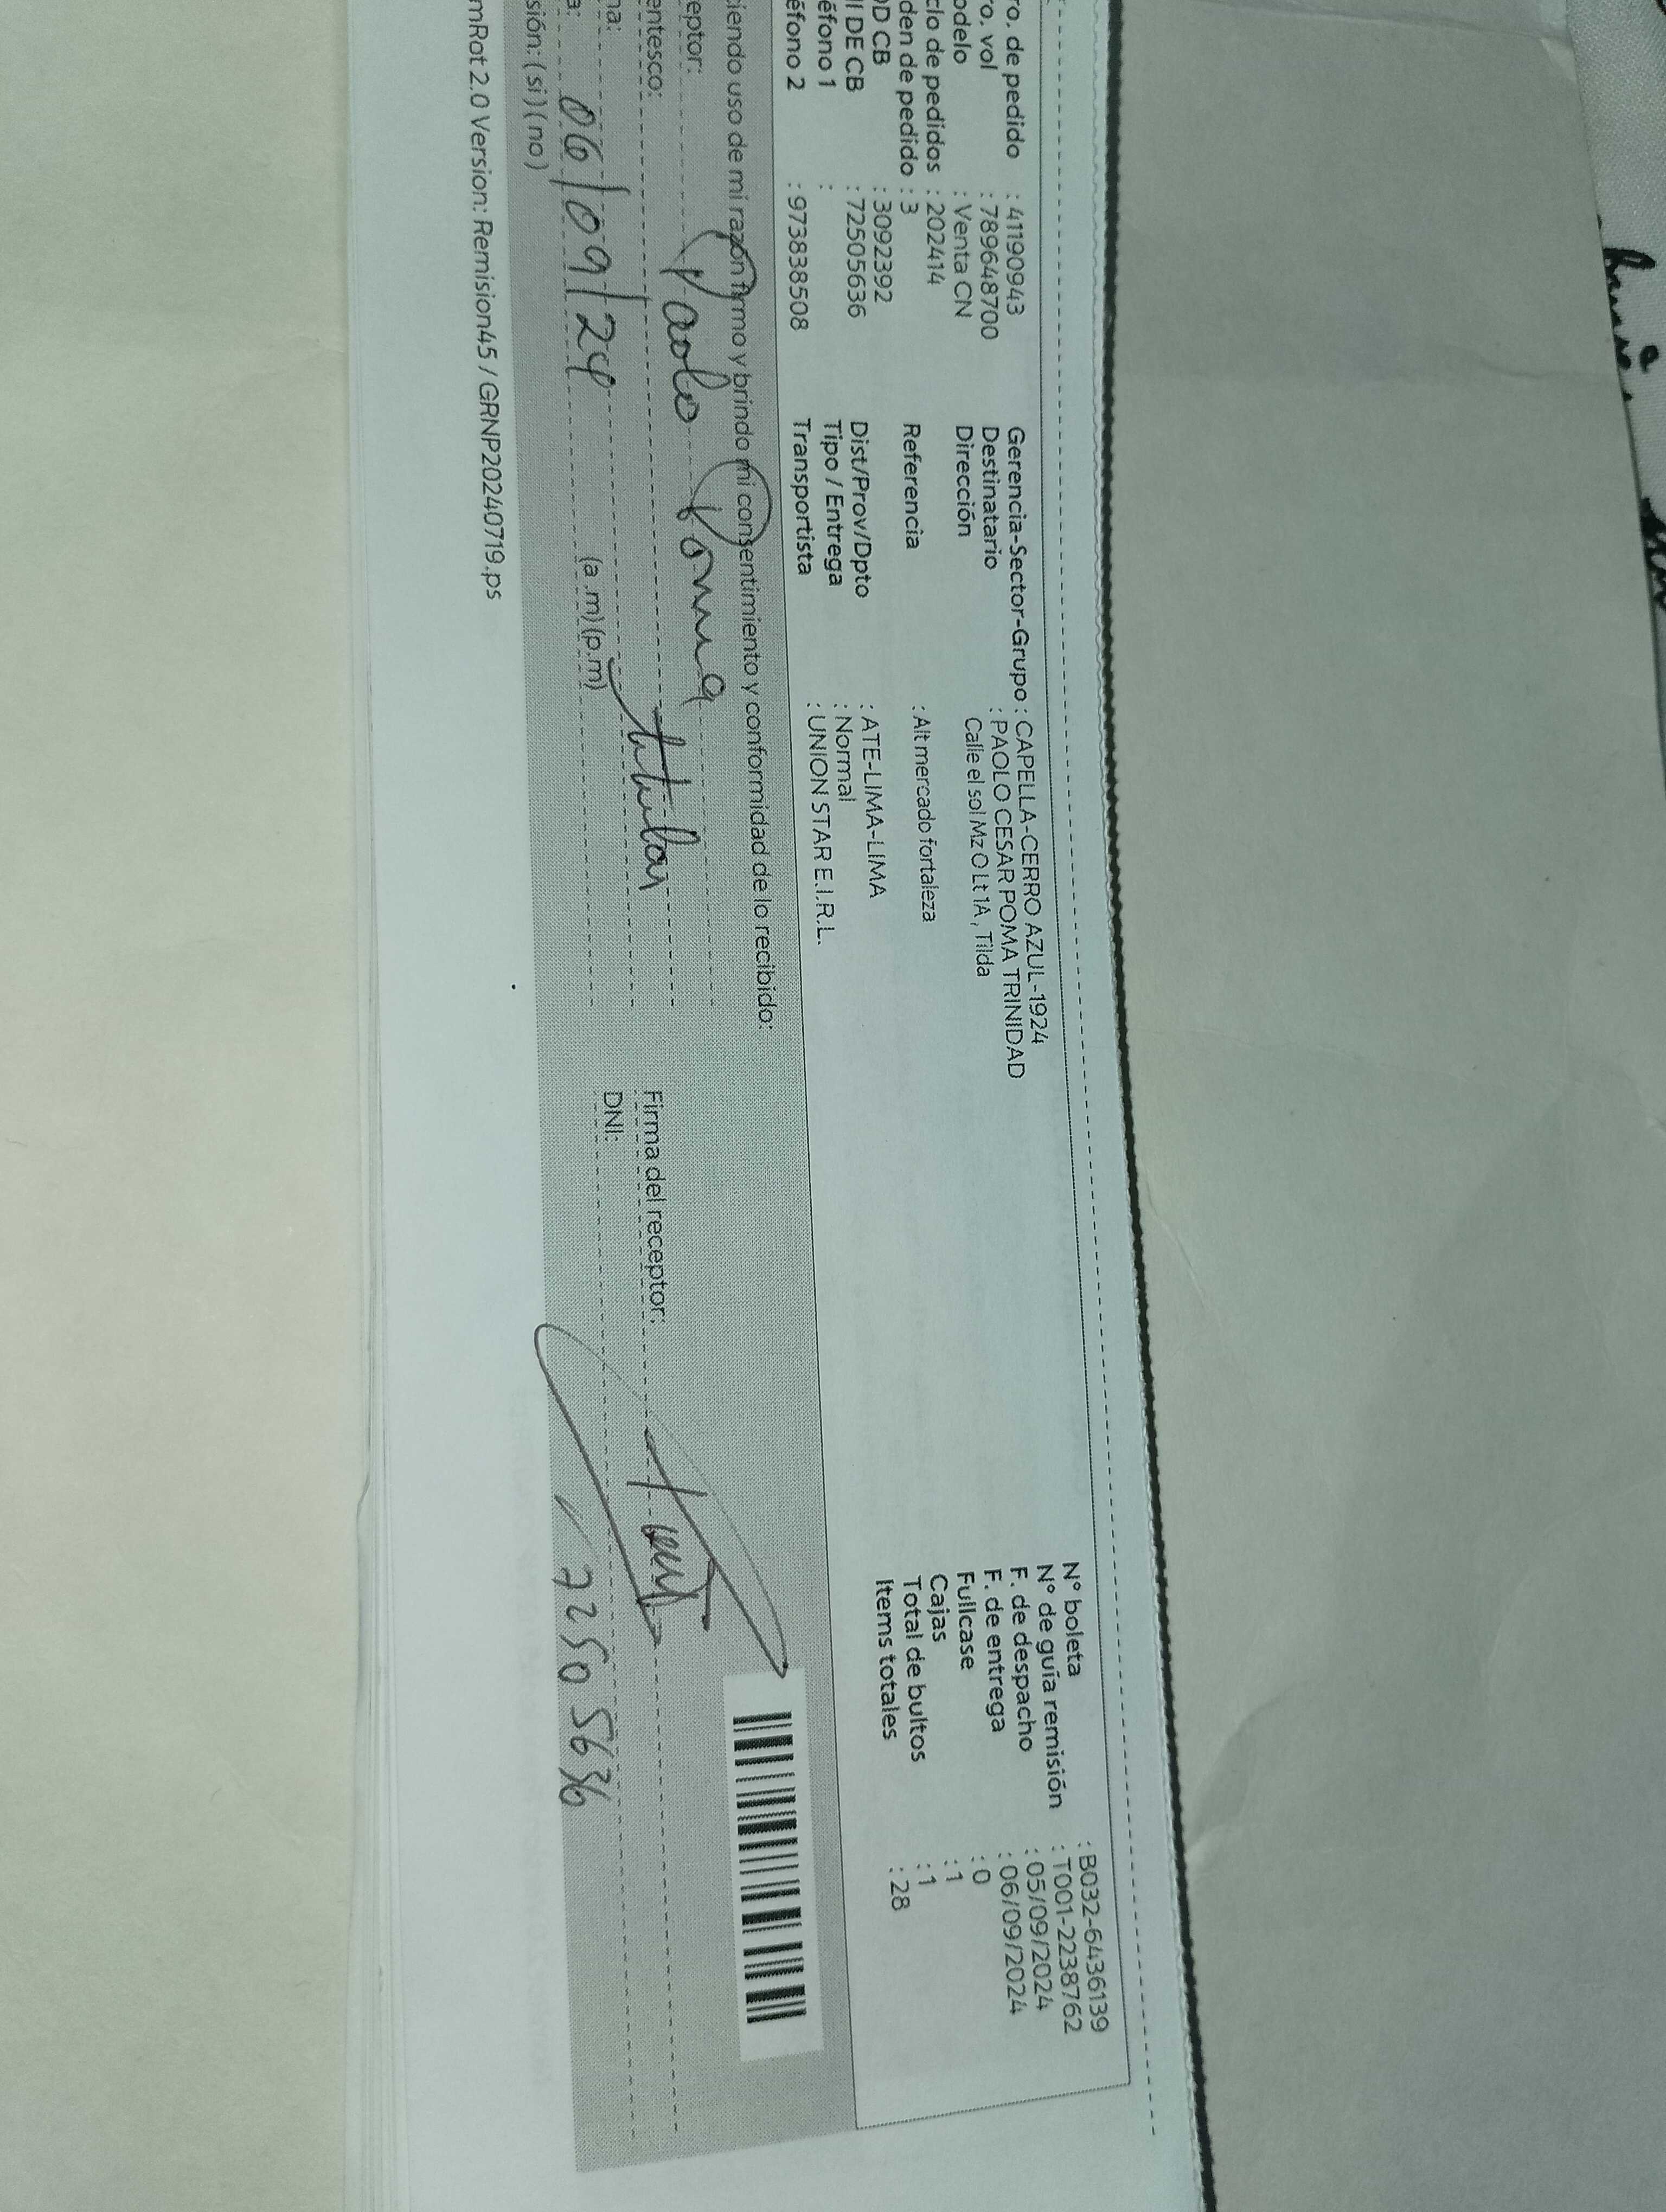 ro. de pedido : 41190943
ro. vol : 789648700
odelo : Venta CN
clo de pedidos : 202414
den de pedido : 3
OD CB : 3092392
I DE CB : 72505636
éfono 1 :
éfono 2 : 973838508
Gerencia-Sector-Grupo : CAPELLA-CERRO AZUL-1924
Destinatario : PAOLO CESAR POMA TRINIDAD
Dirección Calle el sol Mz O Lt 1A , Tilda
Referencia : Alt mercado fortaleza
Dist/Prov/Dpto : ATE-LIMA-LIMA
Tipo / Entrega : Normal
Transportista : UNION STAR E.I.R.L.
N° boleta : B032-6436139
N° de guía remisión : T001-2238762
F. de despacho : 05/09/2024
F. de entrega : 06/09/2024
Fullcase : 0
Cajas : 1
Total de bultos : 1
Items totales : 28
ciendo uso de mi razón firmo y brindo mi consentimiento y conformidad de lo recibido:
eptor: Paolo Poma
entesco: titular
Firma del receptor:
na: 06/09/24
DNI: 72505636
a: (a.m) (p.m)
sión: ( si ) ( no )
mRat 2.0 Version: Remision45 / GRNP20240719.ps